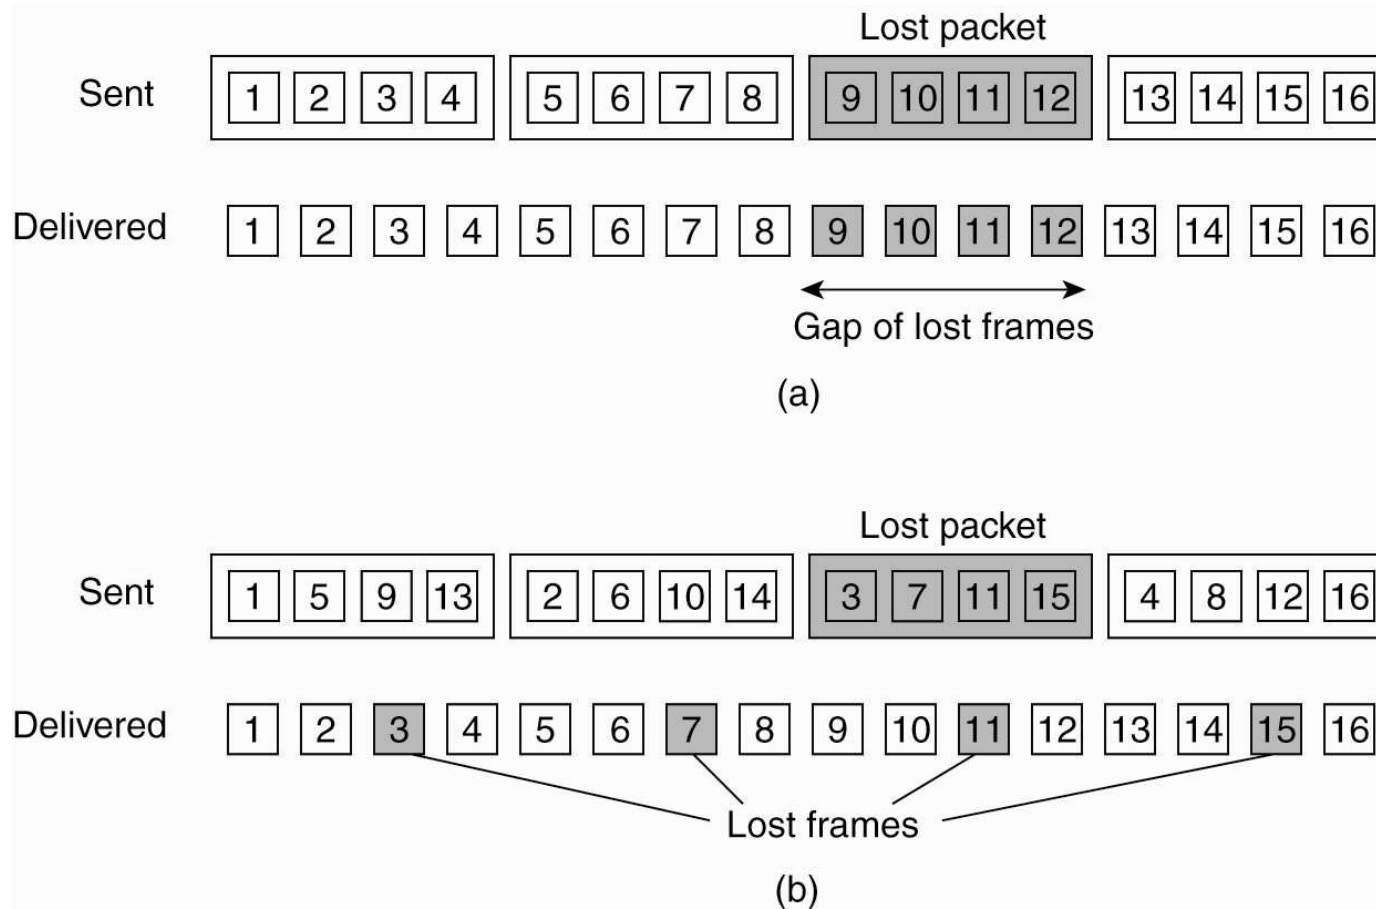 Lost packet
Sent 1 2 3 4 5 6 7 8 9 10 11 12 13 14 15 16
Delivered 1 2 3 4 5 6 7 8 9 10 11 12 13 14 15 16
Gap of lost frames
(a)
Lost packet
Sent 1 5 9 13 2 6 10 14 3 7 11 15 4 8 12 16
Delivered 1 2 3 4 5 6 7 8 9 10 11 12 13 14 15 16
Lost frames
(b)